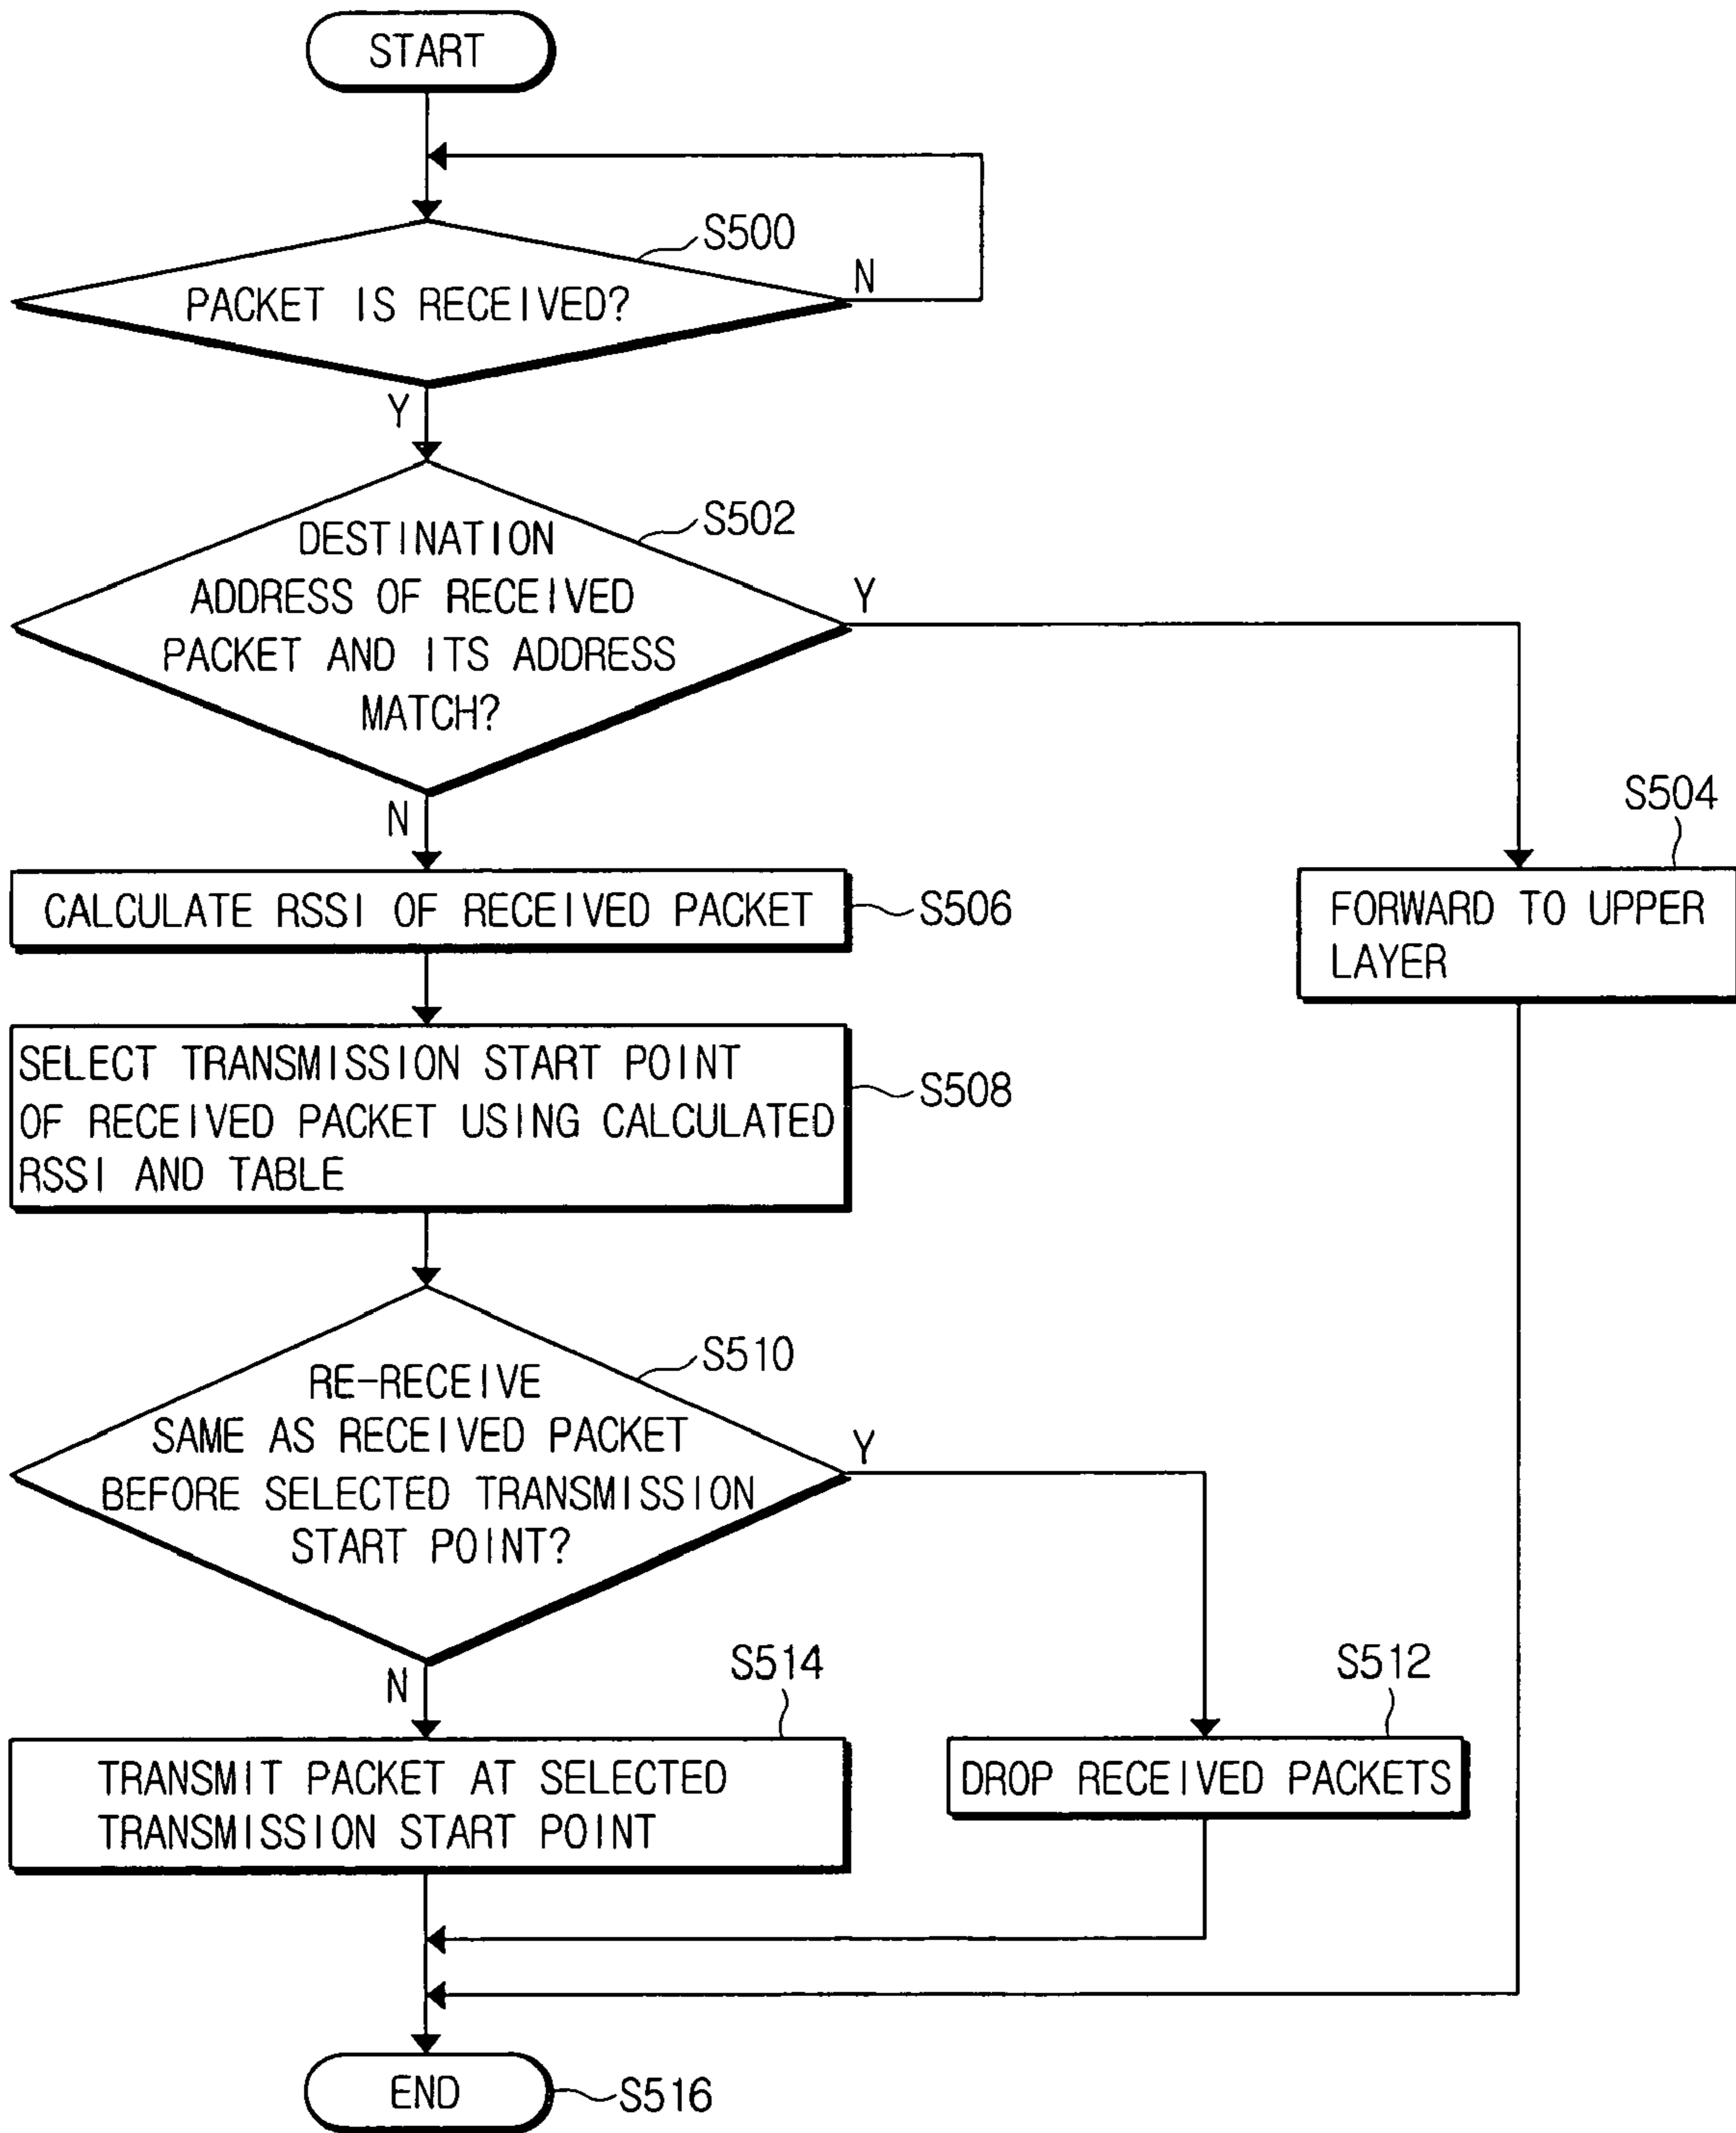 START
S500
PACKET IS RECEIVED?
N
Y
S502
DESTINATION
ADDRESS OF RECEIVED
PACKET AND ITS ADDRESS
MATCH?
Y
N
S504
FORWARD TO UPPER
LAYER
CALCULATE RSSI OF RECEIVED PACKET
S506
SELECT TRANSMISSION START POINT
OF RECEIVED PACKET USING CALCULATED
RSSI AND TABLE
S508
S510
RE-RECEIVE
SAME AS RECEIVED PACKET
BEFORE SELECTED TRANSMISSION
START POINT?
Y
N
S514
TRANSMIT PACKET AT SELECTED
TRANSMISSION START POINT
S512
DROP RECEIVED PACKETS
END
S516